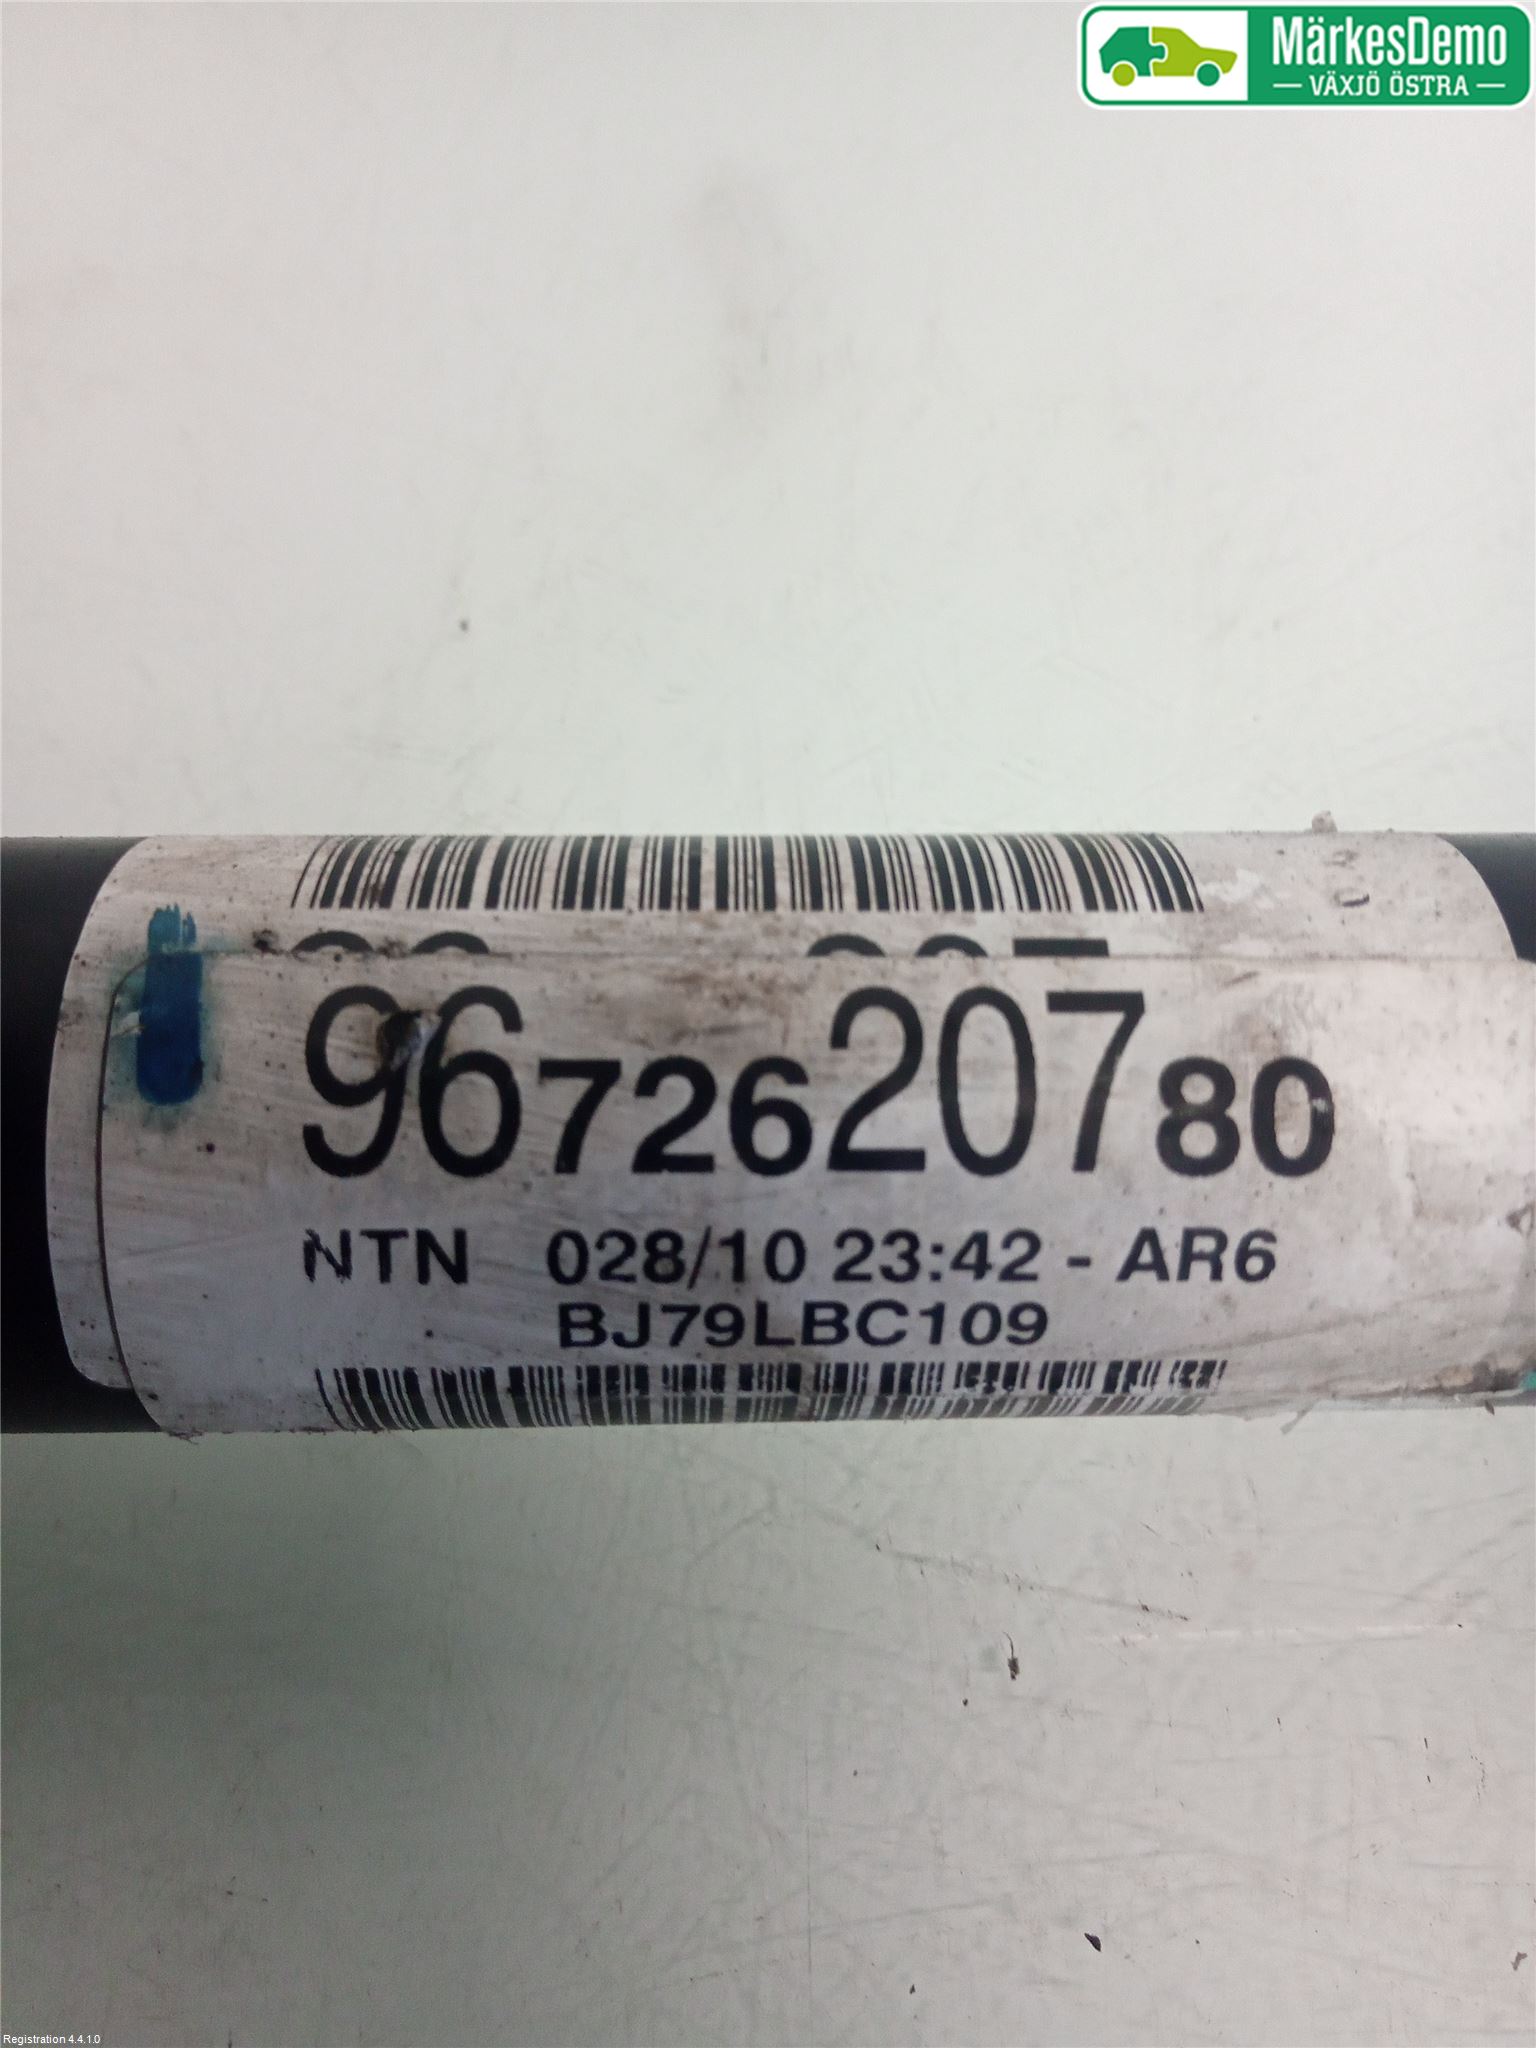 MärkesDemo
VÄXJÖ ÖSTRA
9672620780
NTN 028/10 23:42 - AR6
BJ79LBC109
Registration 4.4.1.0